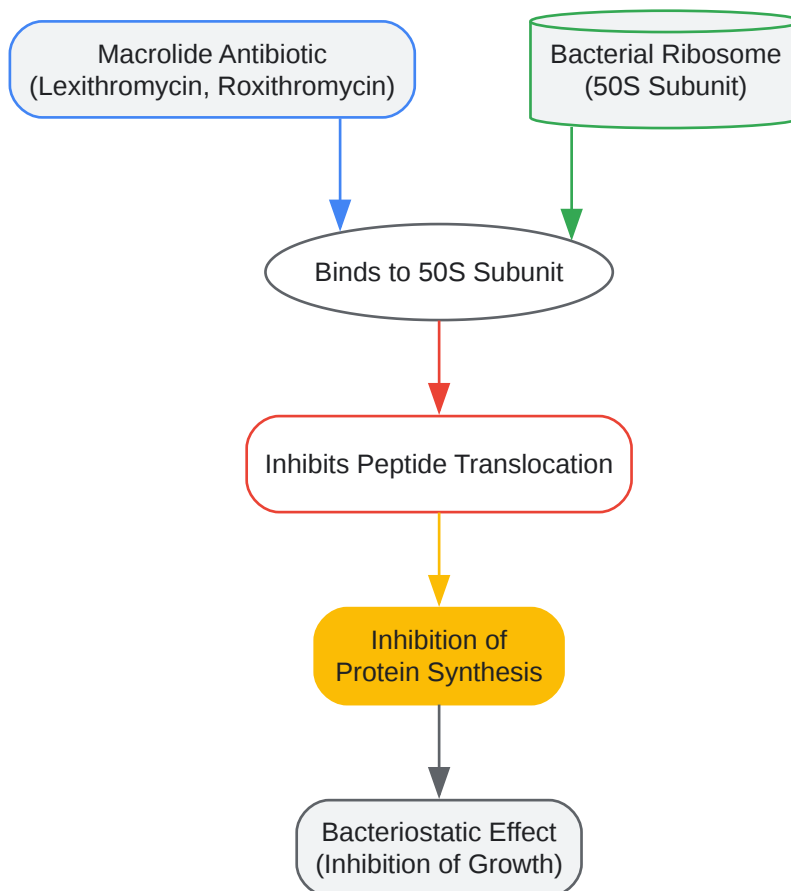 Macrolide Antibiotic
(Lexithromycin, Roxithromycin)
Bacterial Ribosome
(50S Subunit)
Binds to 50S Subunit
Inhibits Peptide Translocation
Inhibition of
Protein Synthesis
Bacteriostatic Effect
(Inhibition of Growth)